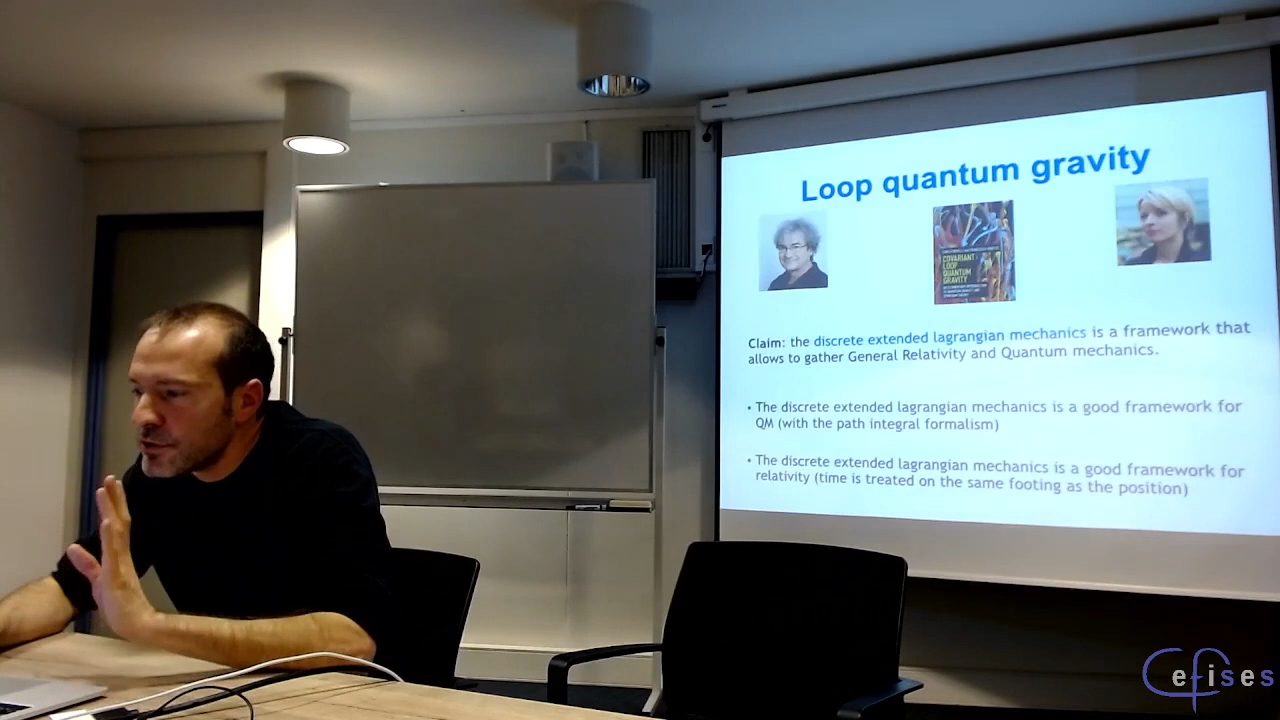 Loop quantum gravity
COVARIANT
LOOP
QUANTUM
GRAVITY
Claim: the discrete extended lagrangian mechanics is a framework that
allows to gather General Relativity and Quantum mechanics.
• The discrete extended lagrangian mechanics is a good framework for
QM (with the path integral formalism)
• The discrete extended lagrangian mechanics is a good framework for
relativity (time is treated on the same footing as the position)
Cefises